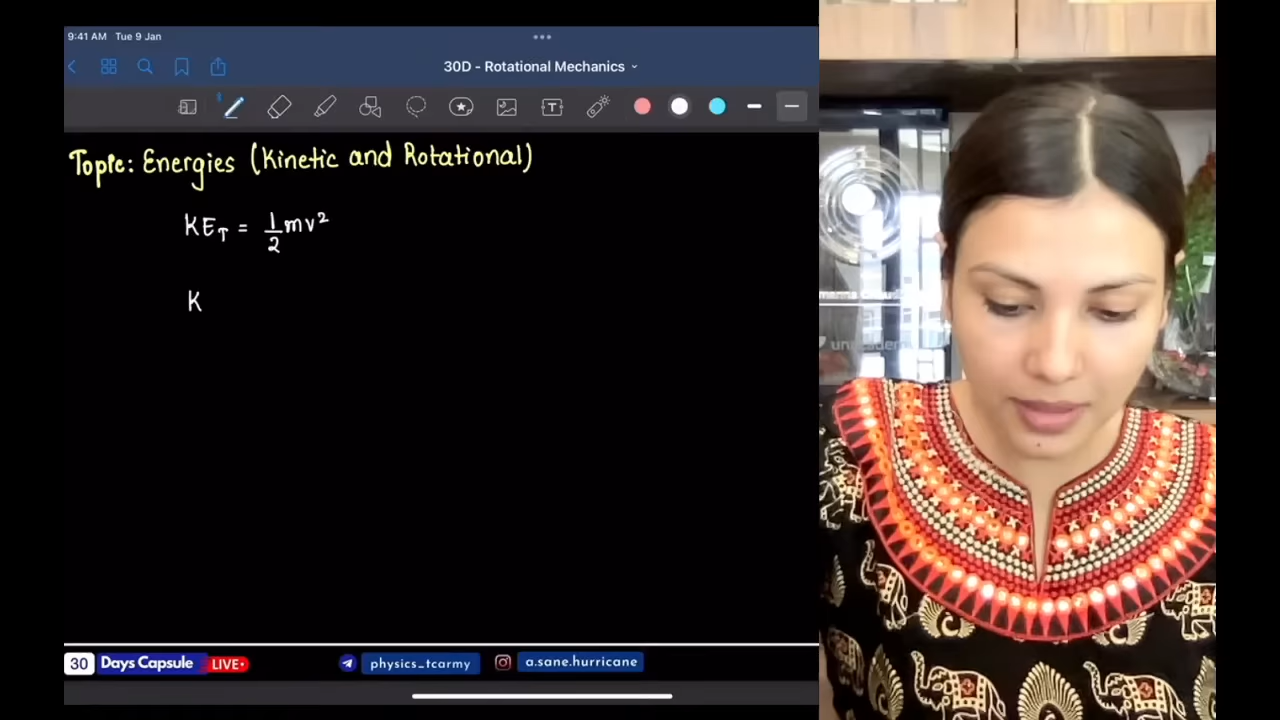 9:41 AM Tue 9 Jan
30D - Rotational Mechanics
T
Topic: Energies (Kinetic and Rotational)
KE_T = 1/2 mv²
K
30 Days Capsule LIVE
physics_tcarmy
a.sane.hurricane